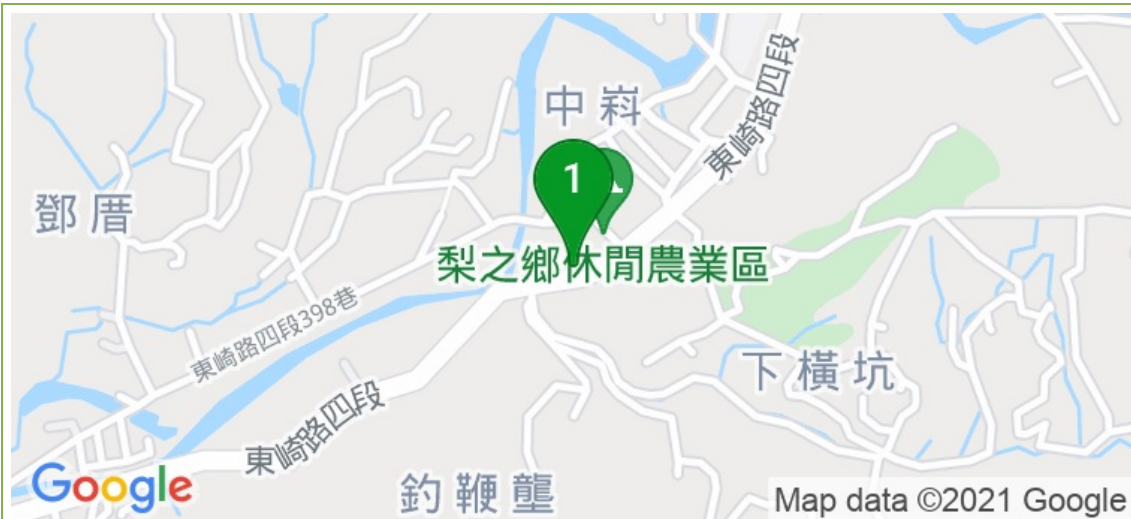 中嵙
東崎路四段
1
鄧厝
梨之鄉休閒農業區
東崎路四段398巷
下橫坑
東崎路四段
釣鞭壟
Google
Map data ©2021 Google